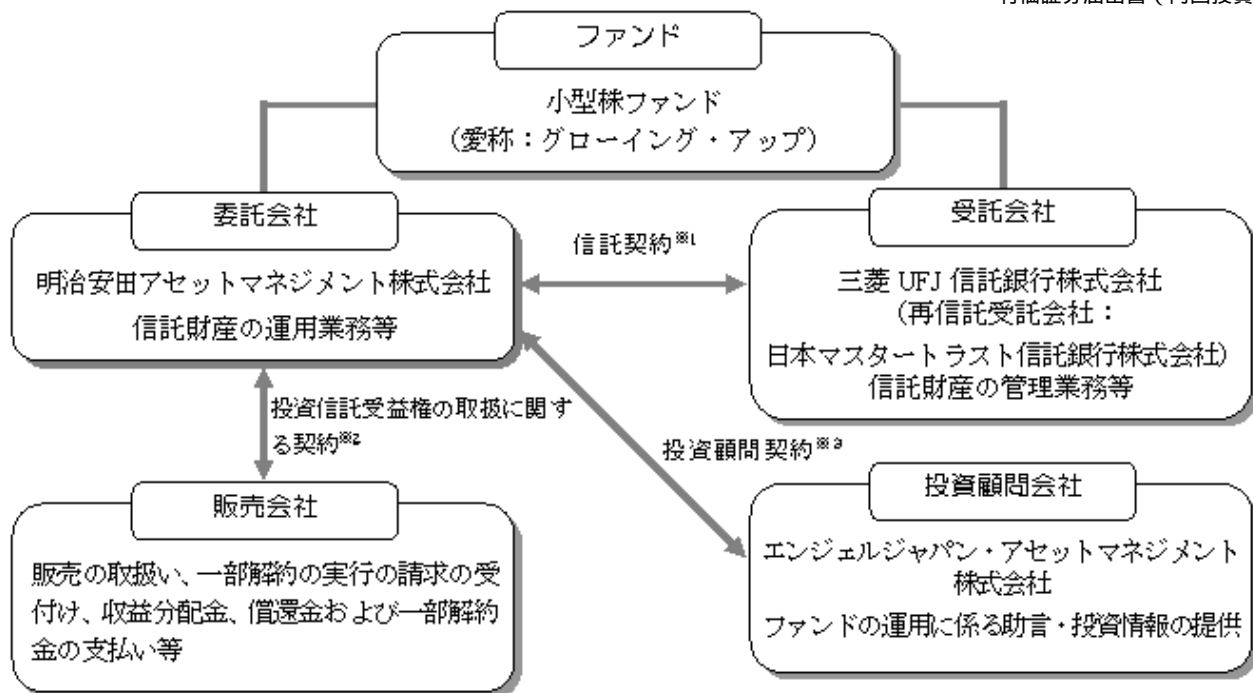 ファンド
小型株ファンド
(愛称:グローイング・アップ)
委託会社
明治安田アセットマネジメント株式会社
信託財産の運用業務等
信託契約※1
受託会社
三菱 UFJ 信託銀行株式会社
(再信託受託会社:
日本マスタートラスト信託銀行株式会社)
信託財産の管理業務等
投資信託受益権の取扱に関す
る契約※2
投資顧問契約※3
販売会社
販売の取扱い、一部解約の実行の請求の受
付け、収益分配金、償還金および一部解約
金の支払い等
投資顧問会社
エンジェルジャパン・アセットマネジメント
株式会社
ファンドの運用に係る助言・投資情報の提供